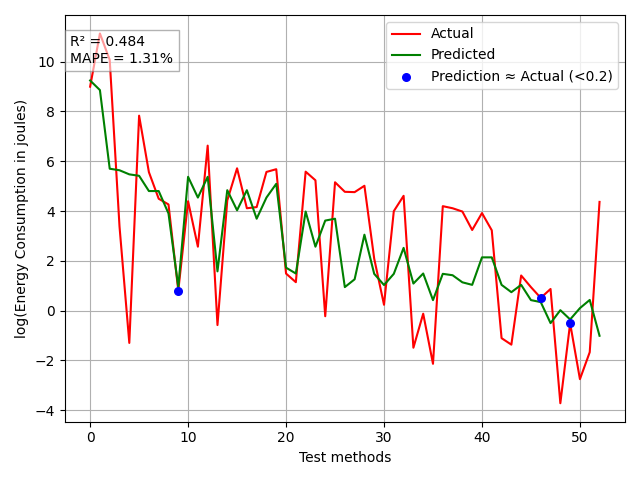 R² = 0.484
MAPE = 1.31%
Actual
Predicted
Prediction ≈ Actual (<0.2)
log(Energy Consumption in joules)
10
8
6
4
2
0
−2
−4
0 10 20 30 40 50
Test methods